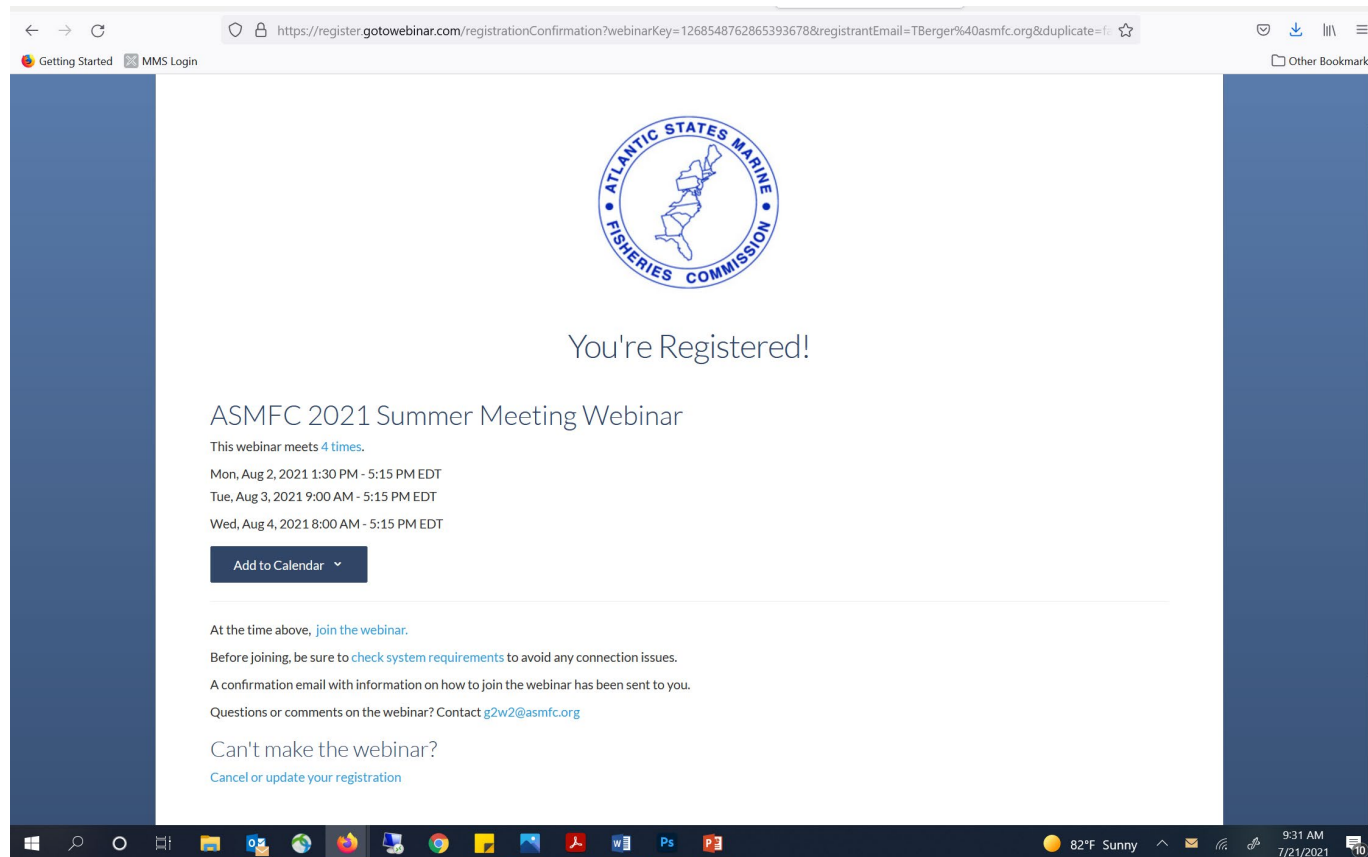 https://register.gotowebinar.com/registrationConfirmation?webinarKey=1268548762865393678&registrantEmail=TBerger%40asmfc.org&duplicate=fa
Getting Started MMS Login Other Bookmark
ATLANTIC STATES MARINE
FISHERIES COMMISSION
You're Registered!
ASMFC 2021 Summer Meeting Webinar
This webinar meets 4 times.
Mon, Aug 2, 2021 1:30 PM - 5:15 PM EDT
Tue, Aug 3, 2021 9:00 AM - 5:15 PM EDT
Wed, Aug 4, 2021 8:00 AM - 5:15 PM EDT
Add to Calendar
At the time above, join the webinar.
Before joining, be sure to check system requirements to avoid any connection issues.
A confirmation email with information on how to join the webinar has been sent to you.
Questions or comments on the webinar? Contact g2w2@asmfc.org
Can't make the webinar?
Cancel or update your registration
82°F Sunny
9:31 AM
7/21/2021
10